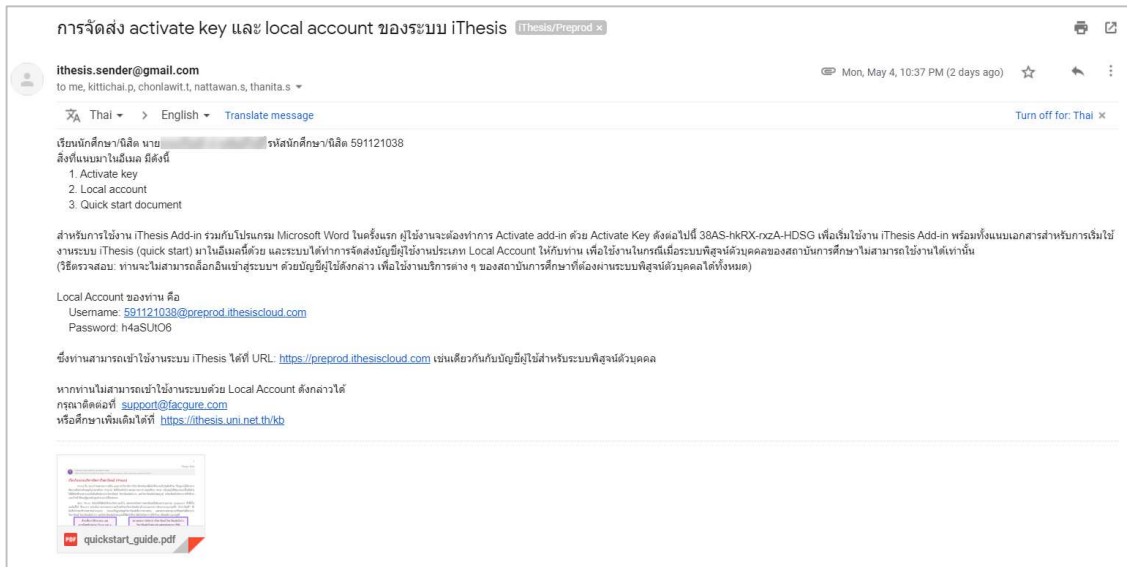 การจัดส่ง activate key และ local account ของระบบ iThesis iThesis/Preprod ×
ithesis.sender@gmail.com
Mon, May 4, 10:37 PM (2 days ago)
to me, kittichai.p, chonlawit.t, nattawan.s, thanita.s
Thai > English Translate message
Turn off for: Thai ×
เรียนนักศึกษา/นิสิต นาย รหัสนักศึกษา/นิสิต 591121038
สิ่งที่แนบมาในอีเมล มีดังนี้
1. Activate key
2. Local account
3. Quick start document
สำหรับการใช้งาน iThesis Add-in ร่วมกับโปรแกรม Microsoft Word ในครั้งแรก ผู้ใช้งานจะต้องทำการ Activate add-in ด้วย Activate Key ดังต่อไปนี้ 38AS-hkRX-rxzA-HDSG เพื่อเริ่มใช้งาน iThesis Add-in พร้อมทั้งแนบเอกสารสำหรับการเริ่มใช้
งานระบบ iThesis (quick start) มาในอีเมลนี้ด้วย และระบบได้ทำการจัดส่งบัญชีผู้ใช้งานประเภท Local Account ให้กับท่าน เพื่อใช้งานในกรณีเมื่อระบบพิสูจน์ตัวบุคคลของสถาบันการศึกษาไม่สามารถใช้งานได้เท่านั้น
(วิธีตรวจสอบ: ท่านจะไม่สามารถล็อกอินเข้าสู่ระบบฯ ด้วยบัญชีผู้ใช้ดังกล่าว เพื่อใช้งานบริการต่าง ๆ ของสถาบันการศึกษาที่ต้องผ่านระบบพิสูจน์ตัวบุคคลได้ทั้งหมด)
Local Account ของท่าน คือ
Username: 591121038@preprod.ithesiscloud.com
Password: h4aSUtO6
ซึ่งท่านสามารถเข้าใช้งานระบบ iThesis ได้ที่ URL: https://preprod.ithesiscloud.com เช่นเดียวกันกับบัญชีผู้ใช้สำหรับระบบพิสูจน์ตัวบุคคล
หากท่านไม่สามารถเข้าใช้งานระบบด้วย Local Account ดังกล่าวได้
กรุณาติดต่อที่ support@facgure.com
หรือศึกษาเพิ่มเติมได้ที่ https://ithesis.uni.net.th/kb
PDF quickstart_guide.pdf